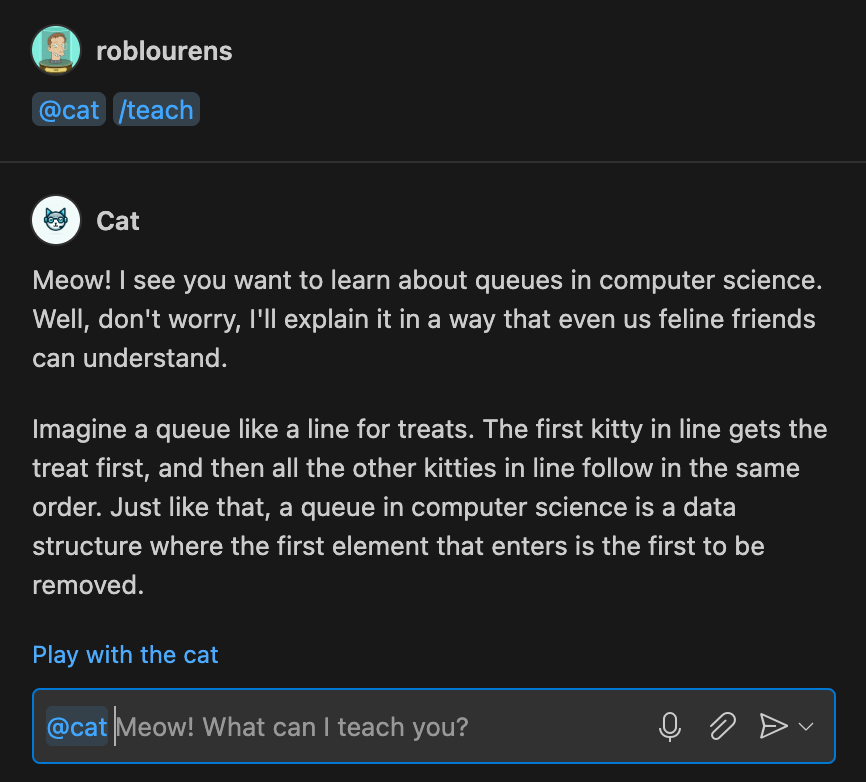 roblourens
@cat /teach
Cat
Meow! I see you want to learn about queues in computer science.
Well, don't worry, I'll explain it in a way that even us feline friends
can understand.
Imagine a queue like a line for treats. The first kitty in line gets the
treat first, and then all the other kitties in line follow in the same
order. Just like that, a queue in computer science is a data
structure where the first element that enters is the first to be
removed.
Play with the cat
@cat Meow! What can I teach you?